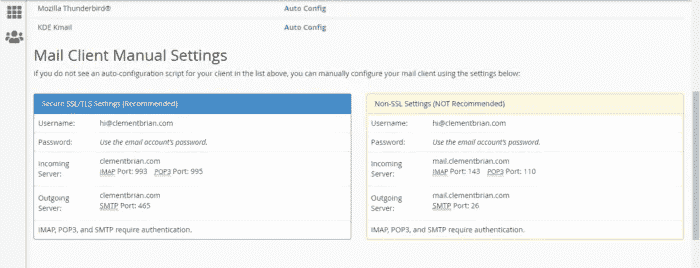 Mozilla Thunderbird® Auto Config
KDE Kmail Auto Config
Mail Client Manual Settings
If you do not see an auto-configuration script for your client in the list above, you can manually configure your mail client using the settings below:
Secure SSL/TLS Settings (Recommended)
Username: hi@clementbrian.com
Password: Use the email account's password.
Incoming Server: clementbrian.com
IMAP Port: 993 POP3 Port: 995
Outgoing Server: clementbrian.com
SMTP Port: 465
IMAP, POP3, and SMTP require authentication.
Non-SSL Settings (NOT Recommended)
Username: hi@clementbrian.com
Password: Use the email account's password.
Incoming Server: mail.clementbrian.com
IMAP Port: 143 POP3 Port: 110
Outgoing Server: mail.clementbrian.com
SMTP Port: 26
IMAP, POP3, and SMTP require authentication.